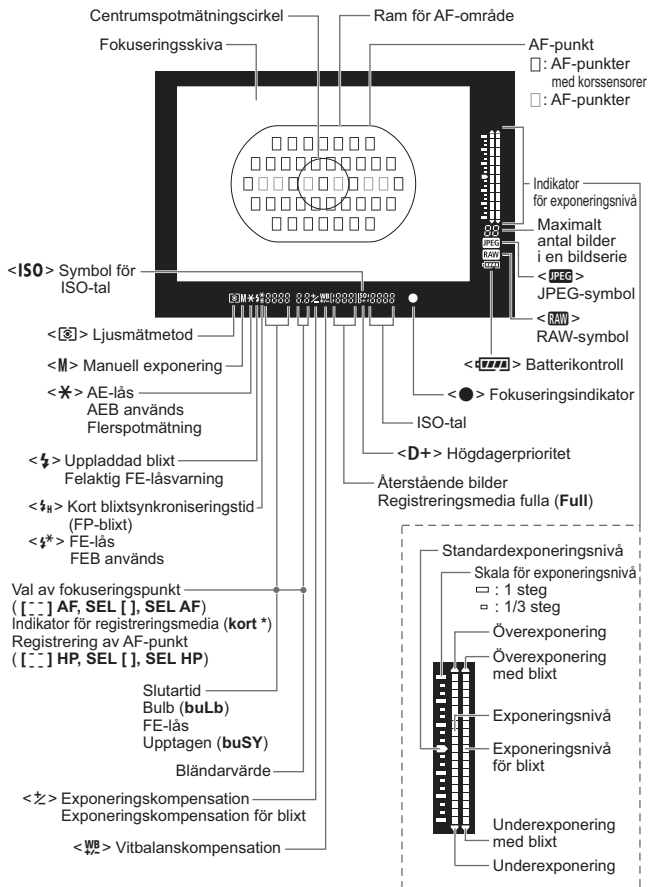 Centrumspotmätningscirkel
Ram för AF-område
Fokuseringsskiva
AF-punkt
: AF-punkter
med korssensorer
: AF-punkter
Indikator
för exponeringsnivå
Maximalt
antal bilder
i en bildserie
<JPEG>
JPEG-symbol
<RAW>
RAW-symbol
JPEG
RAW
<ISO> Symbol för
ISO-tal
< > Ljusmätmetod
<M> Manuell exponering
<✱> AE-lås
AEB används
Flerspotmätning
< > Batterikontroll
<●> Fokuseringsindikator
ISO-tal
<D+> Högdagerprioritet
Återstående bilder
Registreringsmedia fulla (Full)
<⚡> Uppladdad blixt
Felaktig FE-låsvarning
<⚡H> Kort blixtsynkroniseringstid
(FP-blixt)
<⚡*> FE-lås
FEB används
Val av fokuseringspunkt
( [¯¯] AF, SEL [ ], SEL AF)
Indikator för registreringsmedia (kort *)
Registrering av AF-punkt
( [¯¯] HP, SEL [ ], SEL HP)
Slutartid
Bulb (buLb)
FE-lås
Upptagen (buSY)
Bländarvärde
<+/-> Exponeringskompensation
Exponeringskompensation för blixt
<WB +/-> Vitbalanskompensation
Standardexponeringsnivå
Skala för exponeringsnivå
: 1 steg
: 1/3 steg
Överexponering
Överexponering
med blixt
Exponeringsnivå
Exponeringsnivå
för blixt
Underexponering
med blixt
Underexponering